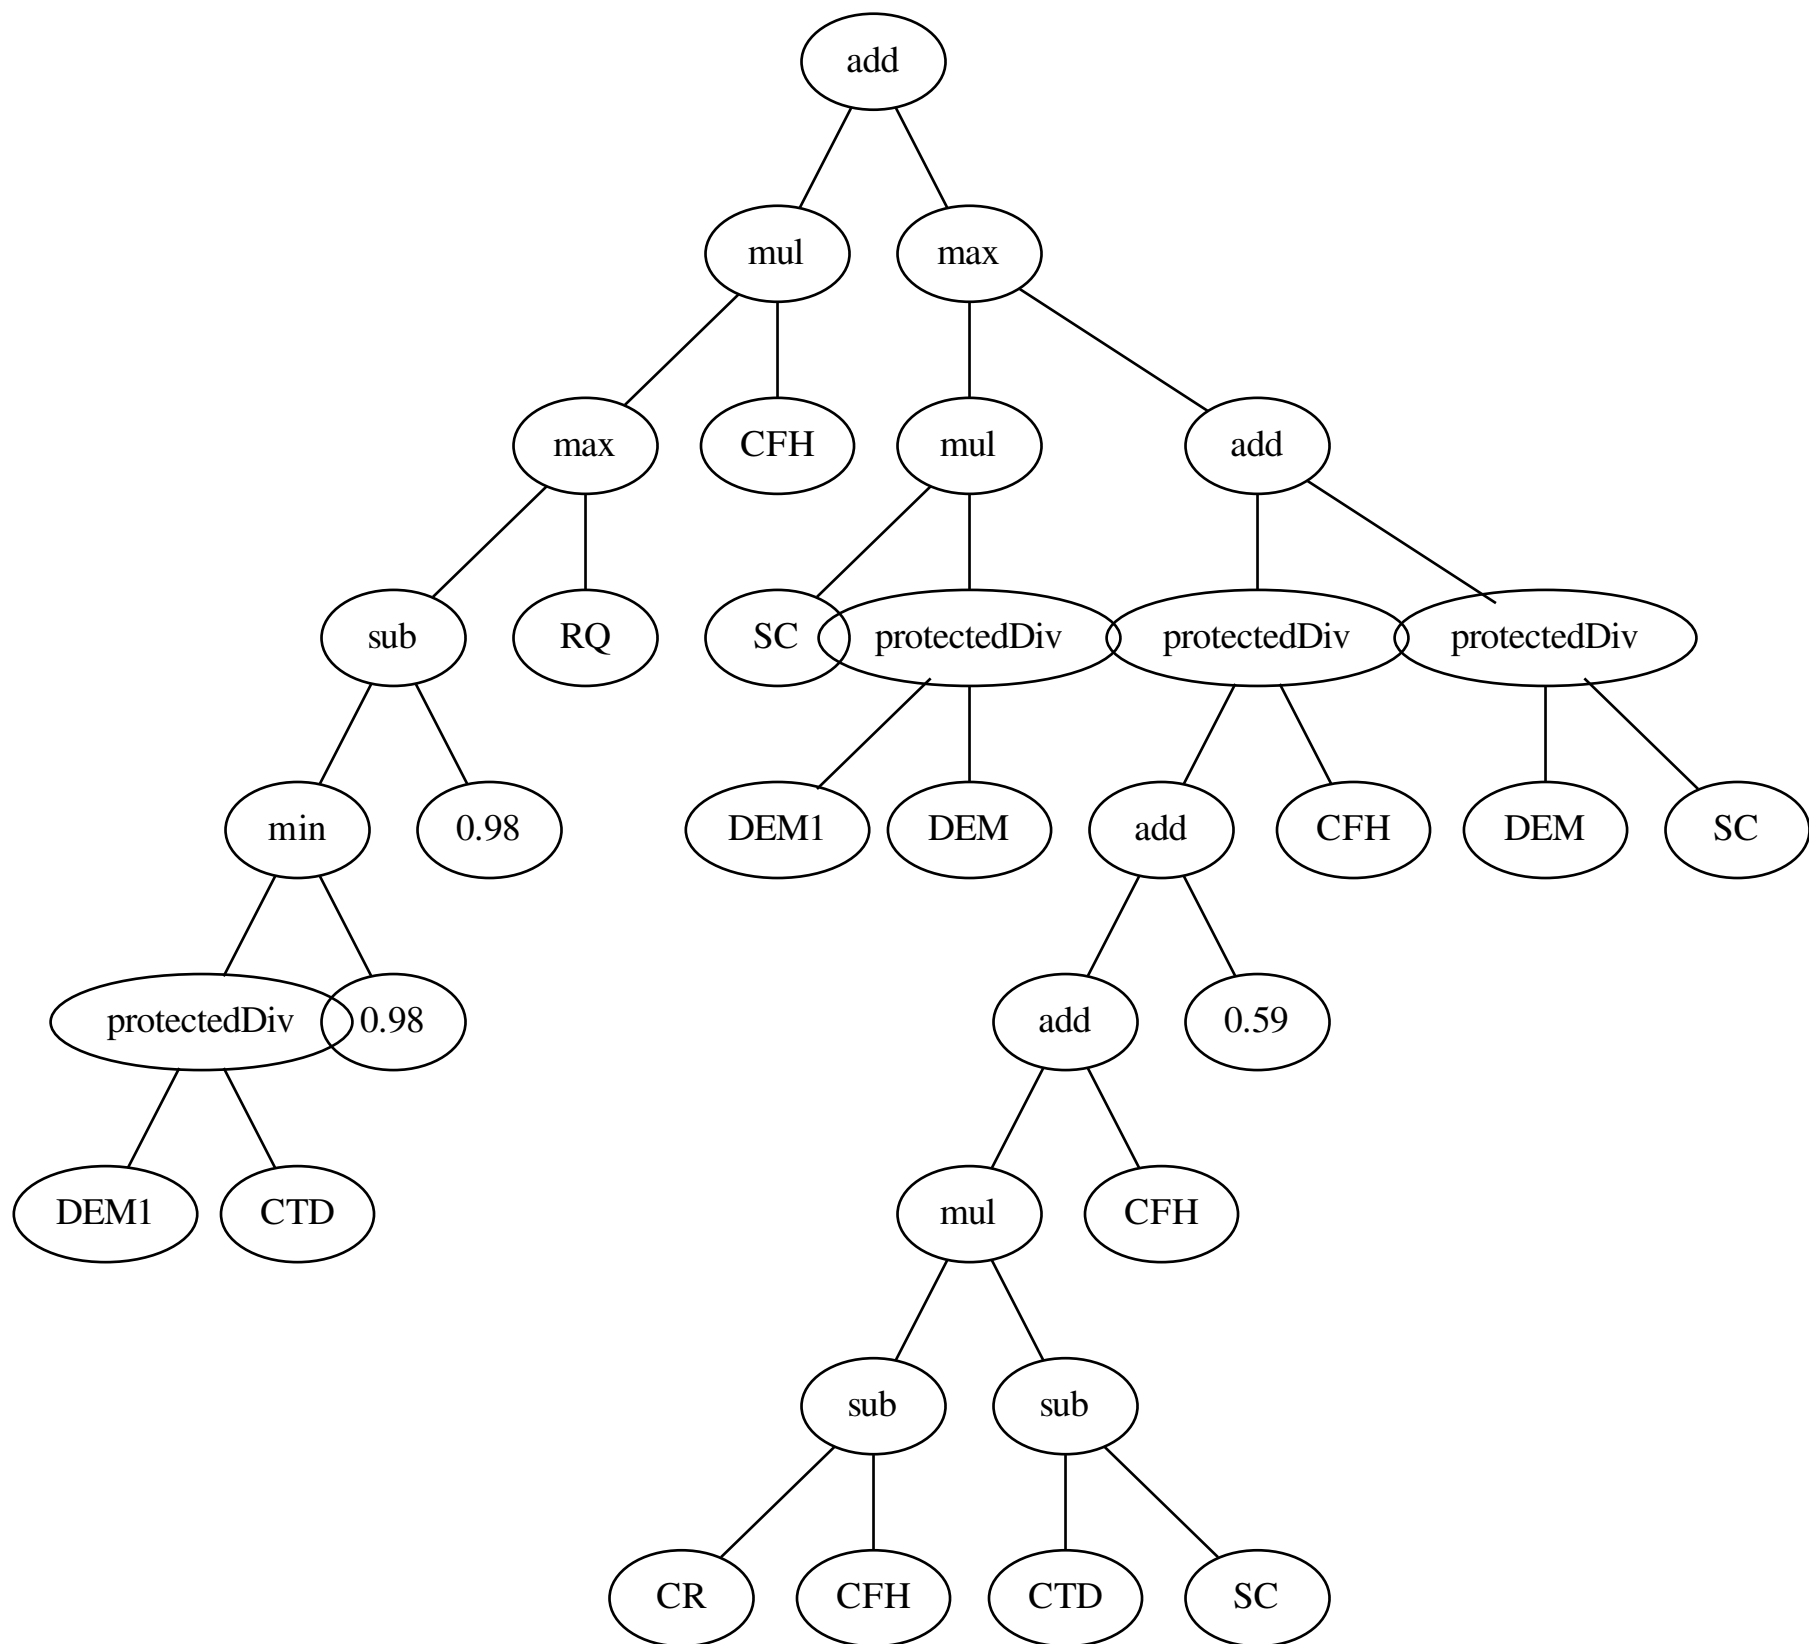 add
mul max
max CFH mul add
sub RQ SC protectedDiv protectedDiv protectedDiv
min 0.98 DEM1 DEM add CFH DEM SC
protectedDiv 0.98 add 0.59
DEM1 CTD mul CFH
sub sub
CR CFH CTD SC